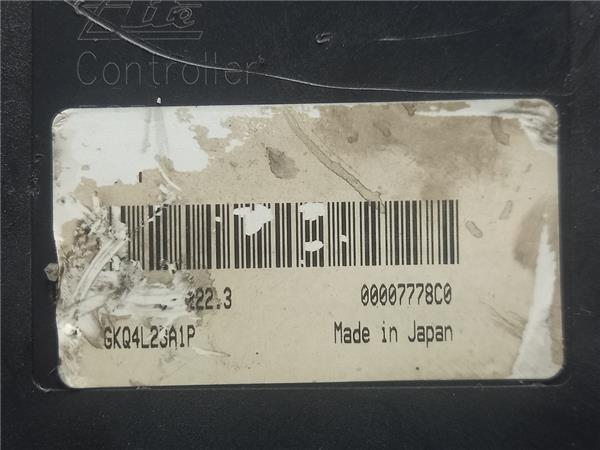 Controller
22.3 00007778C0
GKQ4L23A1P Made in Japan